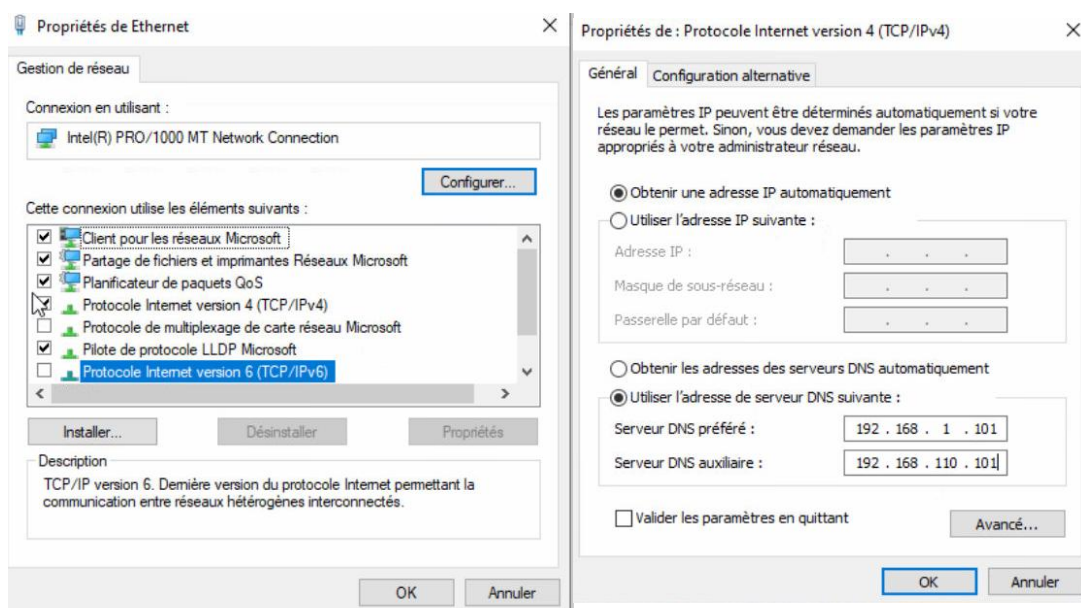 Propriétés de Ethernet
Gestion de réseau
Connexion en utilisant :
Intel(R) PRO/1000 MT Network Connection
Configurer...
Cette connexion utilise les éléments suivants :
Client pour les réseaux Microsoft
Partage de fichiers et imprimantes Réseaux Microsoft
Planificateur de paquets QoS
Protocole Internet version 4 (TCP/IPv4)
Protocole de multiplexage de carte réseau Microsoft
Pilote de protocole LLDP Microsoft
Protocole Internet version 6 (TCP/IPv6)
Installer...
Désinstaller
Propriétés
Description
TCP/IP version 6. Dernière version du protocole Internet permettant la
communication entre réseaux hétérogènes interconnectés.
OK
Annuler
Propriétés de : Protocole Internet version 4 (TCP/IPv4)
Général
Configuration alternative
Les paramètres IP peuvent être déterminés automatiquement si votre
réseau le permet. Sinon, vous devez demander les paramètres IP
appropriés à votre administrateur réseau.
Obtenir une adresse IP automatiquement
Utiliser l'adresse IP suivante :
Adresse IP :
Masque de sous-réseau :
Passerelle par défaut :
Obtenir les adresses des serveurs DNS automatiquement
Utiliser l'adresse de serveur DNS suivante :
Serveur DNS préféré : 192 . 168 . 1 . 101
Serveur DNS auxiliaire : 192 . 168 . 110 . 101
Valider les paramètres en quittant
Avancé...
OK
Annuler